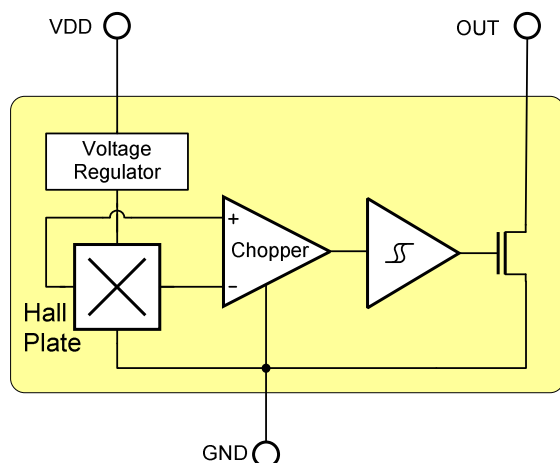 VDD
OUT
Voltage
Regulator
+
Chopper
−
Hall
Plate
GND